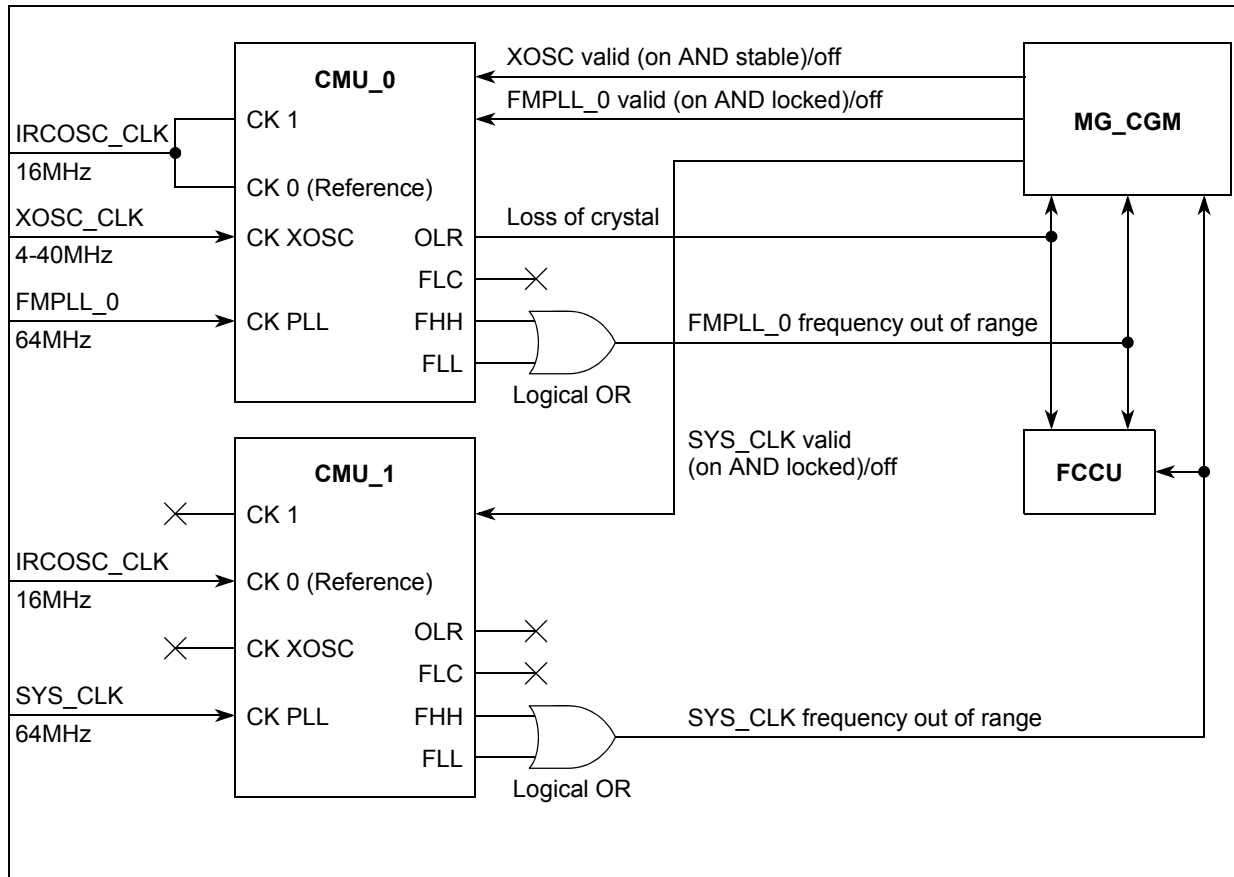 XOSC valid (on AND stable)/off
CMU_0
FMPLL_0 valid (on AND locked)/off
MG_CGM
CK 1
IRCOSC_CLK
16MHz
CK 0 (Reference)
XOSC_CLK
4-40MHz
CK XOSC
OLR
Loss of crystal
FLC
FMPLL_0
64MHz
CK PLL
FHH
FLL
FMPLL_0 frequency out of range
Logical OR
SYS_CLK valid
(on AND locked)/off
FCCU
CMU_1
CK 1
IRCOSC_CLK
16MHz
CK 0 (Reference)
CK XOSC
OLR
FLC
SYS_CLK
64MHz
CK PLL
FHH
FLL
SYS_CLK frequency out of range
Logical OR